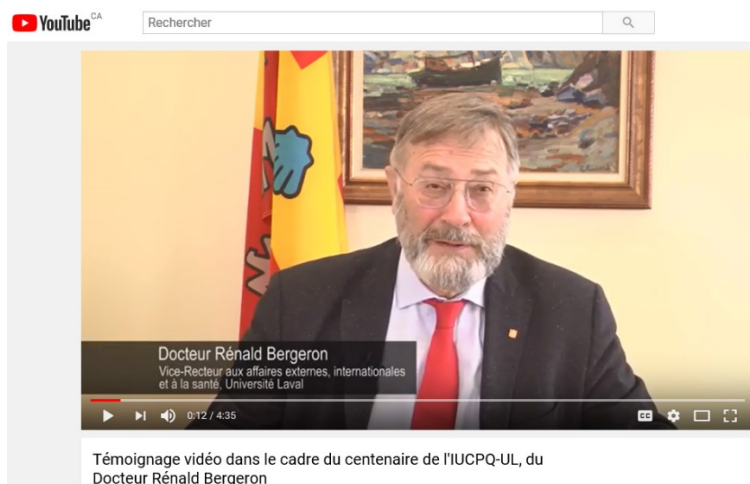 YouTube CA
Rechercher
Docteur Rénald Bergeron
Vice-Recteur aux affaires externes, internationales
et à la santé, Université Laval
0:12 / 4:35
CC
Témoignage vidéo dans le cadre du centenaire de l'IUCPQ-UL, du
Docteur Rénald Bergeron